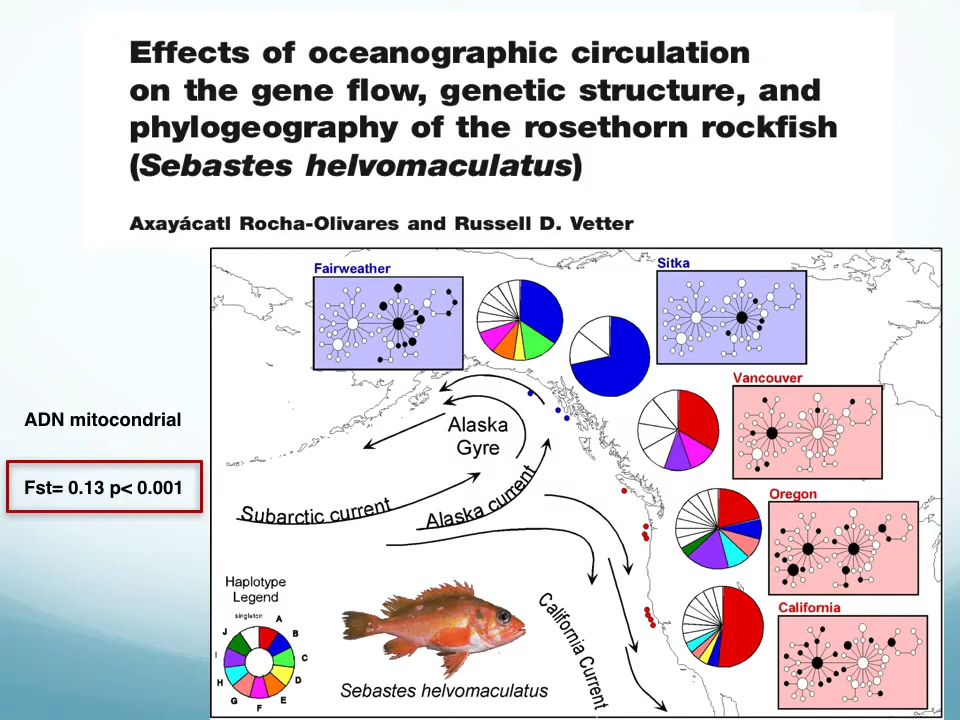 Effects of oceanographic circulation
on the gene flow, genetic structure, and
phylogeography of the rosethorn rockfish
(Sebastes helvomaculatus)
Axayácatl Rocha-Olivares and Russell D. Vetter
Fairweather
Sitka
Vancouver
Oregon
California
ADN mitocondrial
Fst= 0.13 p< 0.001
Alaska
Gyre
Subarctic current
Alaska current
California Current
Haplotype
Legend
singleton
A
B
C
D
E
F
G
H
I
J
Sebastes helvomaculatus